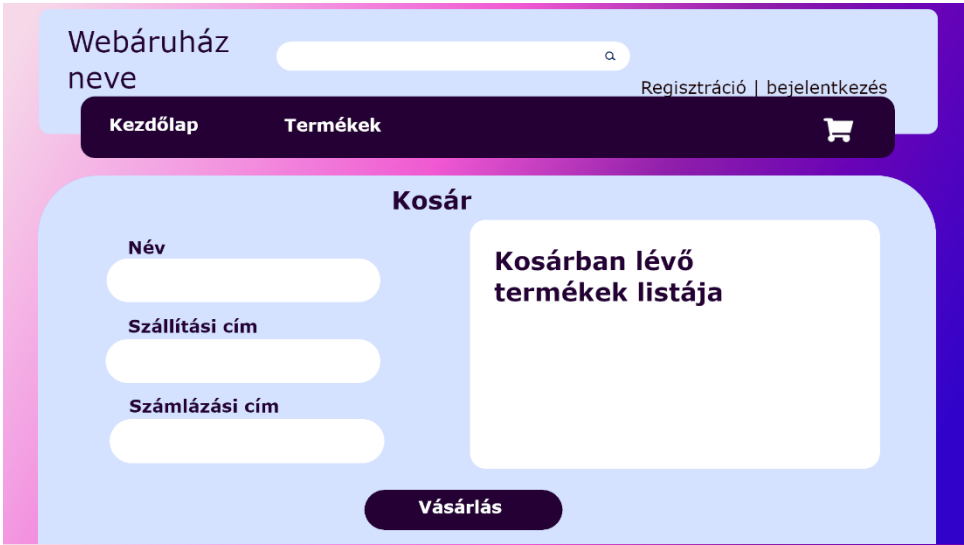 Webáruház
neve
Regisztráció | bejelentkezés
Kezdőlap
Termékek
Kosár
Név
Szállítási cím
Számlázási cím
Kosárban lévő
termékek listája
Vásárlás